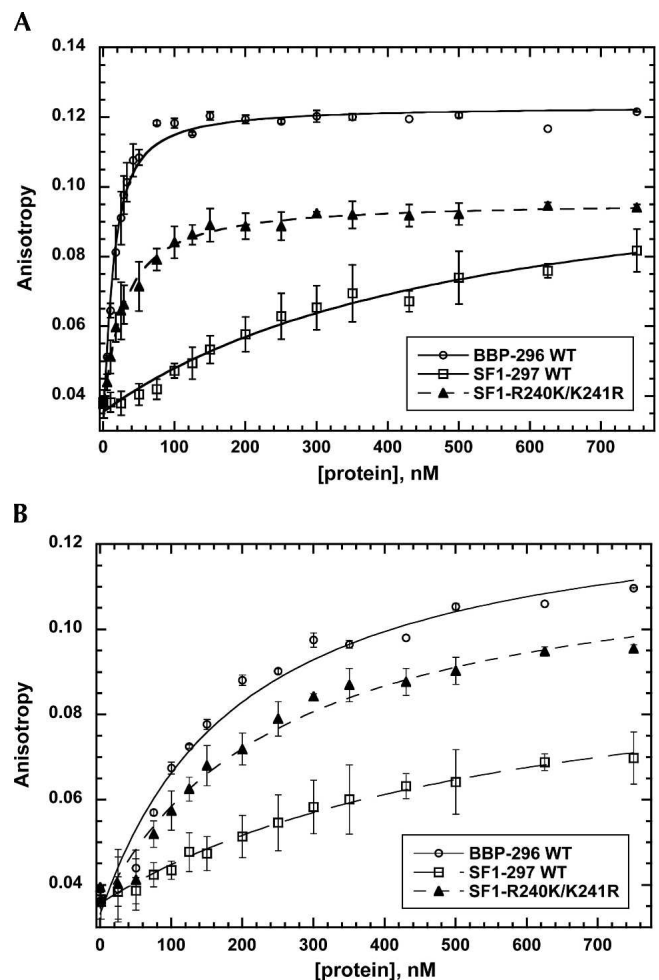 A
0.14
0.12
0.10
0.08
0.06
0.04
Anisotropy
BBP-296 WT
SF1-297 WT
SF1-R240K/K241R
0 100 200 300 400 500 600 700
[protein], nM
B
0.12
0.10
0.08
0.06
0.04
Anisotropy
BBP-296 WT
SF1-297 WT
SF1-R240K/K241R
0 100 200 300 400 500 600 700
[protein], nM